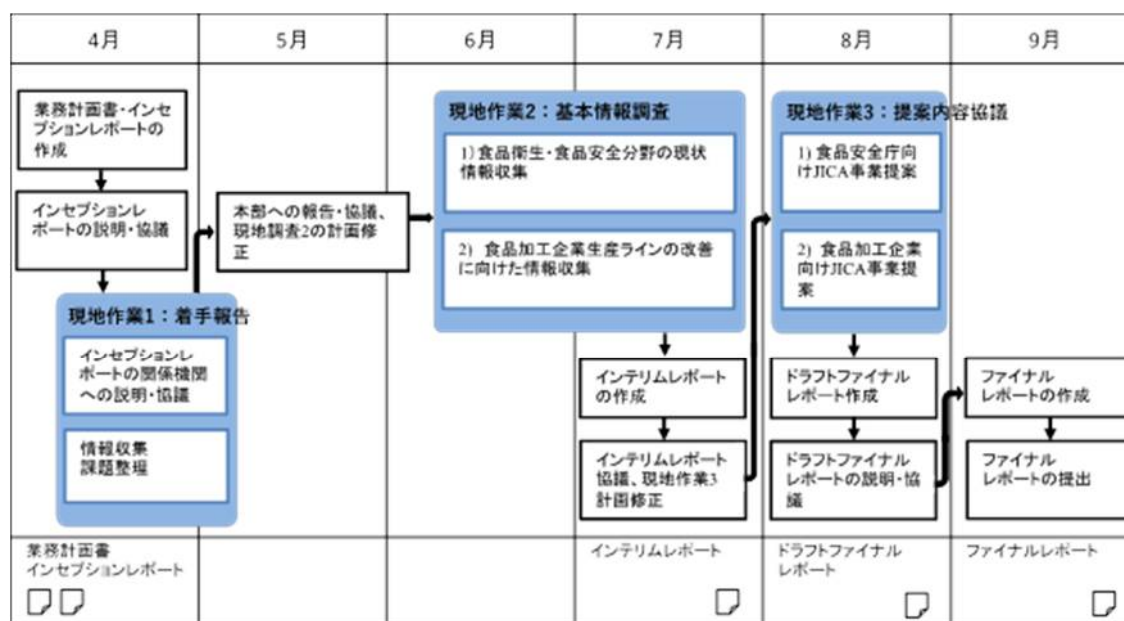 4月
5月
6月
7月
8月
9月
業務計画書・インセ
プションレポートの
作成
インセプションレ
ポートの説明・協議
現地作業1：着手報告
インセプションレ
ポートの関係機関
への説明・協議
情報収集
課題整理
本部への報告・協議、
現地調査2の計画修
正
現地作業2：基本情報調査
1) 食品衛生・食品安全分野の現状
情報収集
2) 食品加工企業生産ラインの改善
に向けた情報収集
インテリムレポート
の作成
インテリムレポート
協議、現地作業3
計画修正
現地作業3：提案内容協議
1) 食品安全庁向
けJICA事業提案
2) 食品加工企業
向けJICA事業提
案
ドラフトファイナル
レポート作成
ドラフトファイナル
レポートの説明・協
議
ファイナル
レポートの作成
ファイナル
レポートの提出
業務計画書
インセプションレポート
インテリムレポート
ドラフトファイナル
レポート
ファイナルレポート